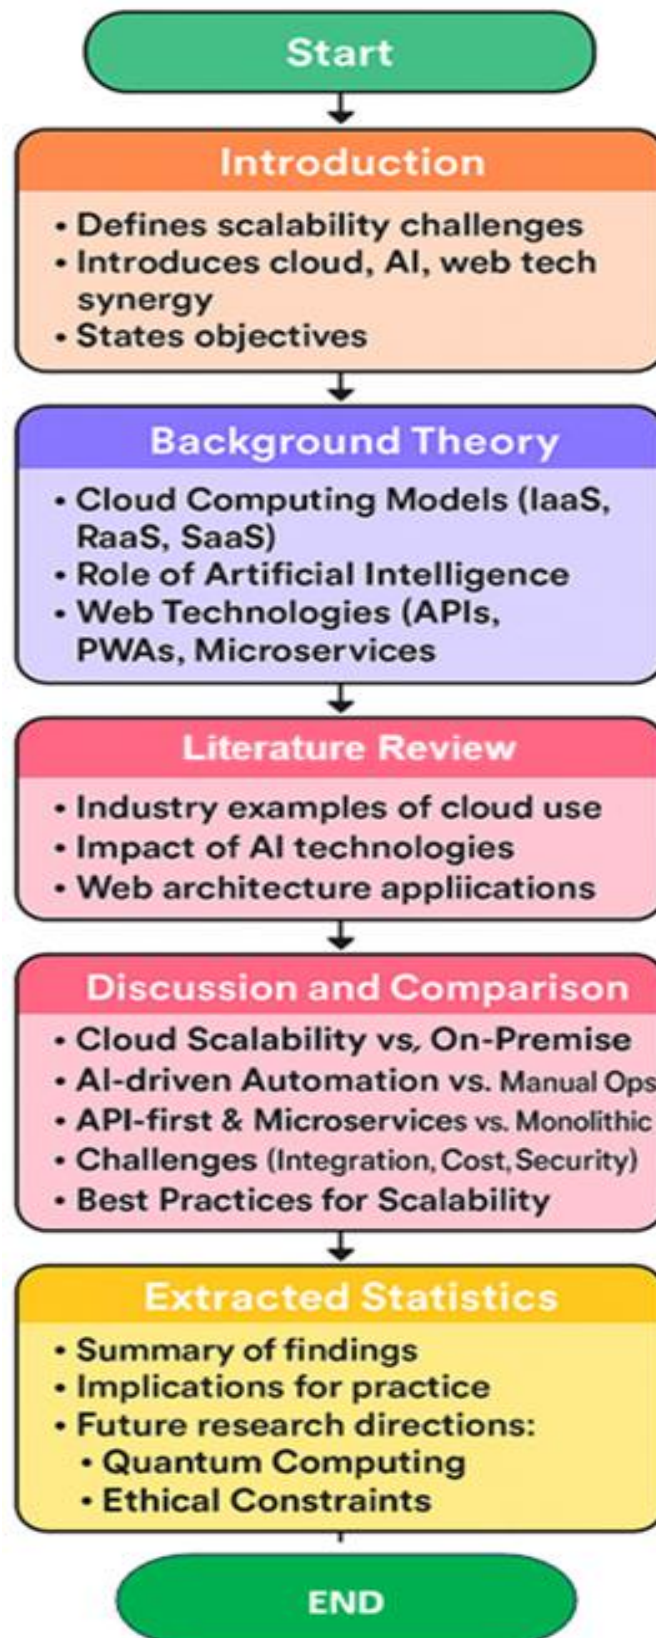 Start
Introduction
• Defines scalability challenges
• Introduces cloud, AI, web tech
synergy
• States objectives
Background Theory
• Cloud Computing Models (IaaS,
RaaS, SaaS)
• Role of Artificial Intelligence
• Web Technologies (APIs,
PWAs, Microservices
Literature Review
• Industry examples of cloud use
• Impact of AI technologies
• Web architecture appliications
Discussion and Comparison
• Cloud Scalability vs, On-Premise
• AI-driven Automation vs. Manual Ops
• API-first & Microservices vs. Monolithic
• Challenges (Integration, Cost, Security)
• Best Practices for Scalability
Extracted Statistics
• Summary of findings
• Implications for practice
• Future research directions:
• Quantum Computing
• Ethical Constraints
END